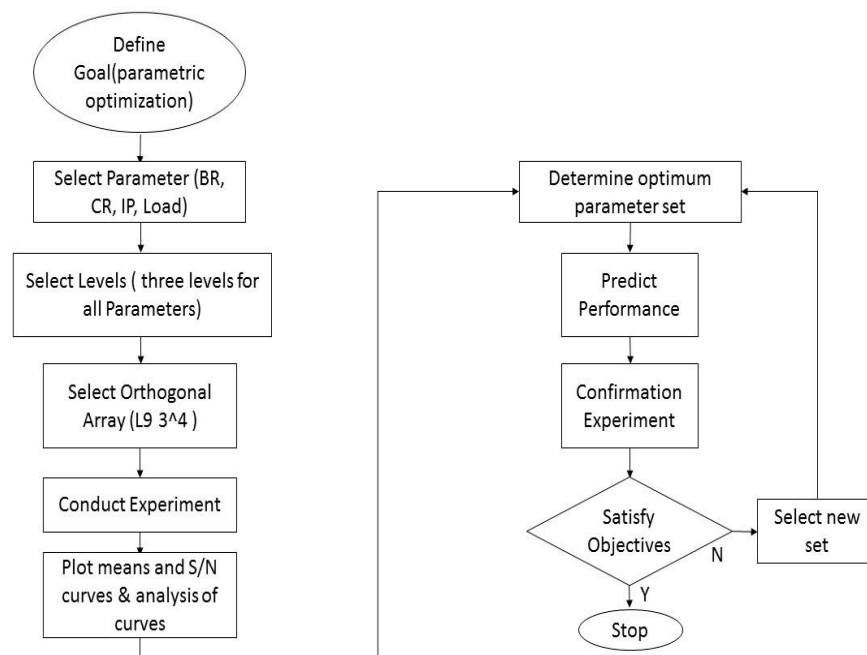 Define
Goal(parametric
optimization)
Select Parameter (BR,
CR, IP, Load)
Select Levels ( three levels for
all Parameters)
Select Orthogonal
Array (L9 3^4 )
Conduct Experiment
Plot means and S/N
curves & analysis of
curves
Determine optimum
parameter set
Predict
Performance
Confirmation
Experiment
Satisfy
Objectives
N
Select new
set
Y
Stop